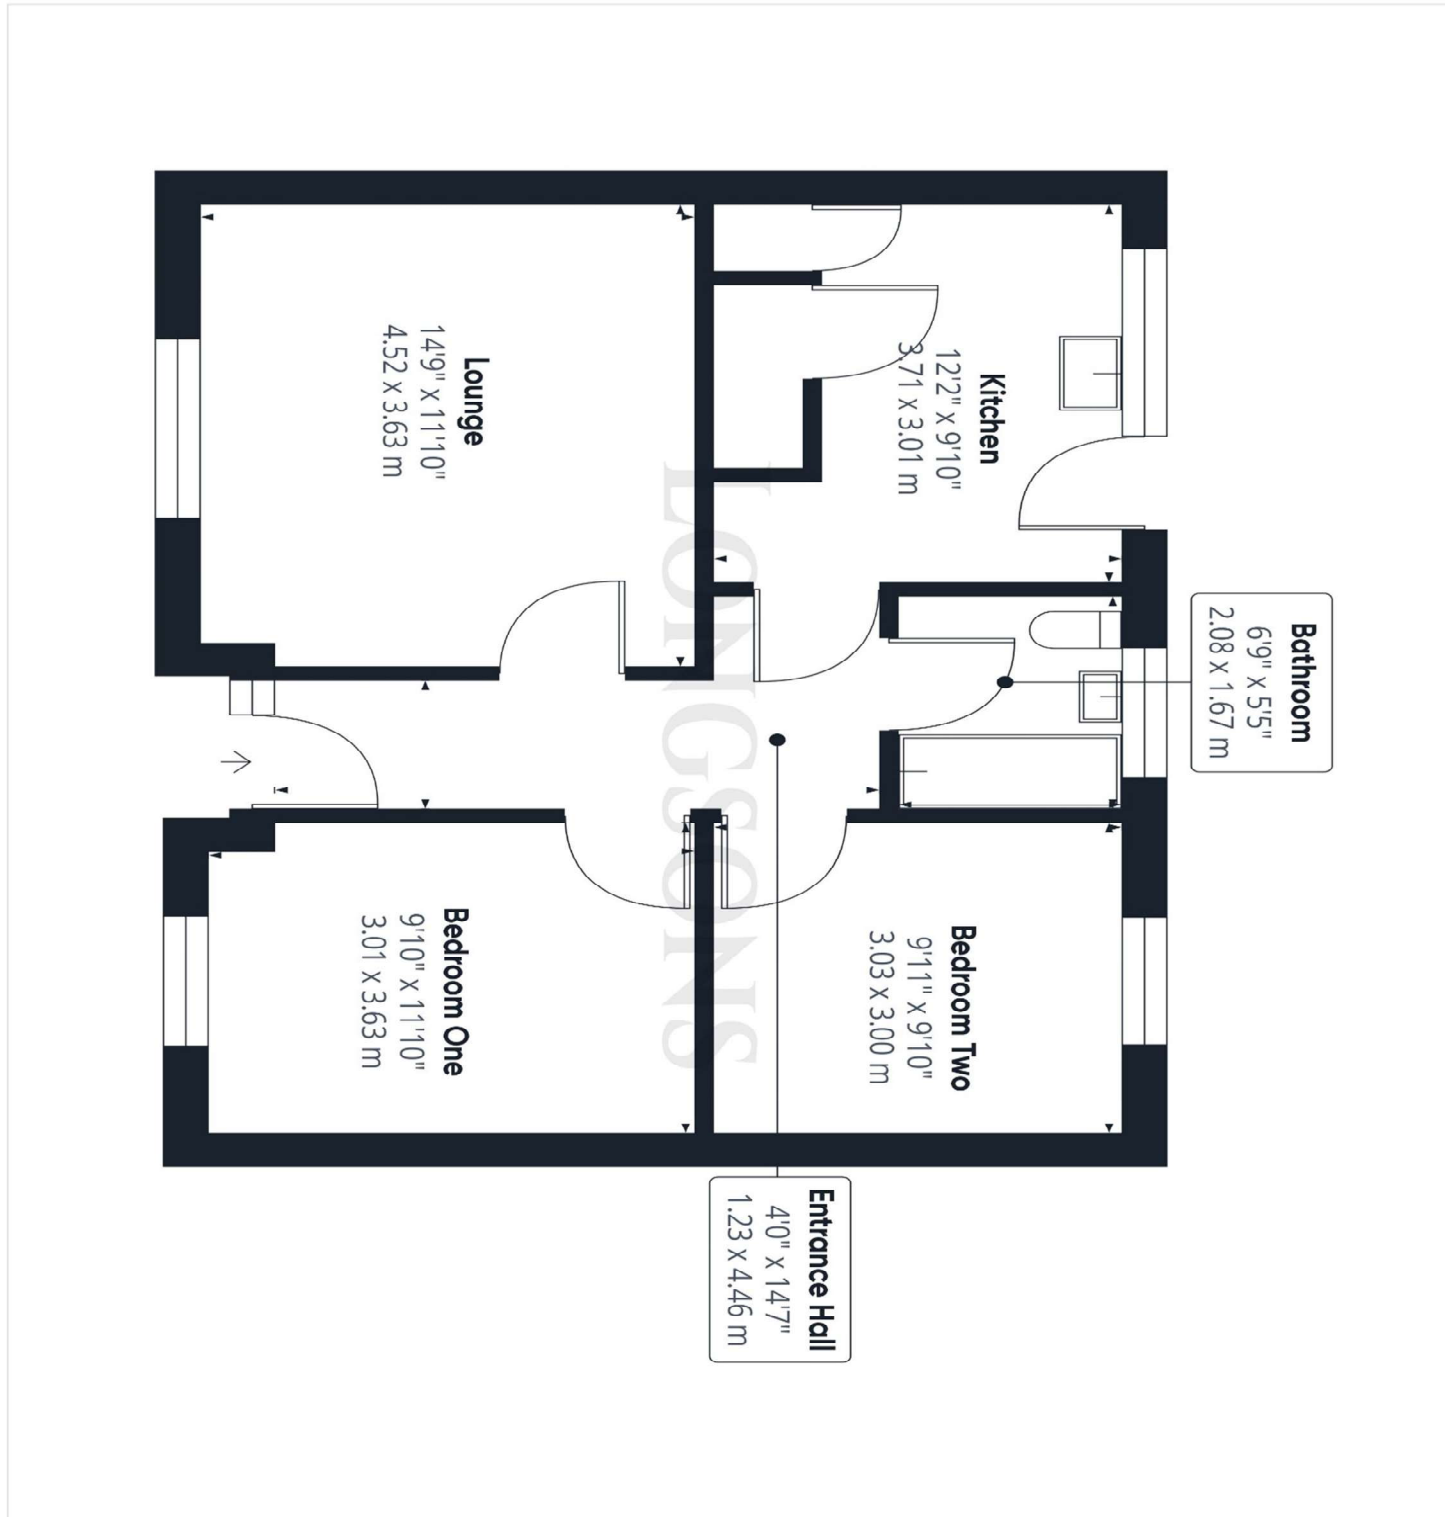 Bathroom
6'9" x 5'5"
2.08 x 1.67 m
Kitchen
12'2" x 9'10"
3.71 x 3.01 m
Bedroom Two
9'11" x 9'10"
3.03 x 3.00 m
Entrance Hall
4'0" x 14'7"
1.23 x 4.46 m
LONGSONS
Lounge
14'9" x 11'10"
4.52 x 3.63 m
Bedroom One
9'10" x 11'10"
3.01 x 3.63 m